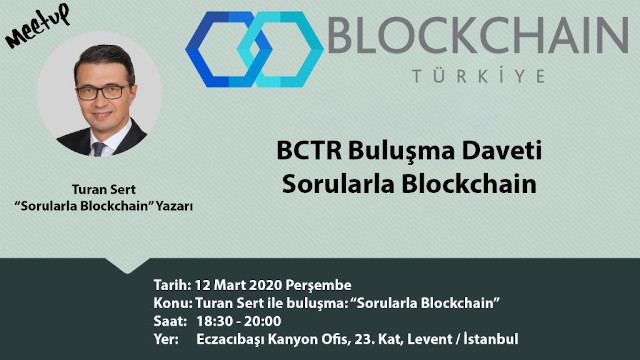 Meetup
BLOCKCHAIN
TÜRKİYE
BCTR Buluşma Daveti
Sorularla Blockchain
Turan Sert
“Sorularla Blockchain” Yazarı
Tarih: 12 Mart 2020 Perşembe
Konu: Turan Sert ile buluşma: “Sorularla Blockchain”
Saat: 18:30 - 20:00
Yer: Eczacıbaşı Kanyon Ofis, 23. Kat, Levent / İstanbul